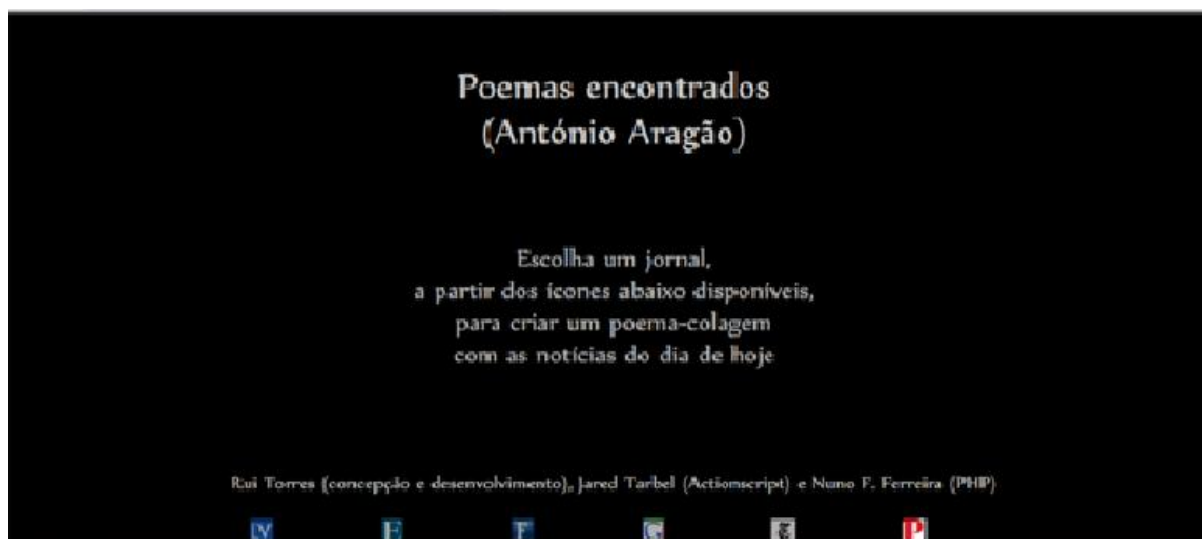 Poemas encontrados
(António Aragão)
Escolha um jornal,
a partir dos ícones abaixo disponíveis,
para criar um poema-colagem
com as notícias do dia de hoje
Rui Torres (concepção e desenvolvimento), Jared Tarbel (Actionscript) e Nuno F. Ferreira (PHP)
E F G P